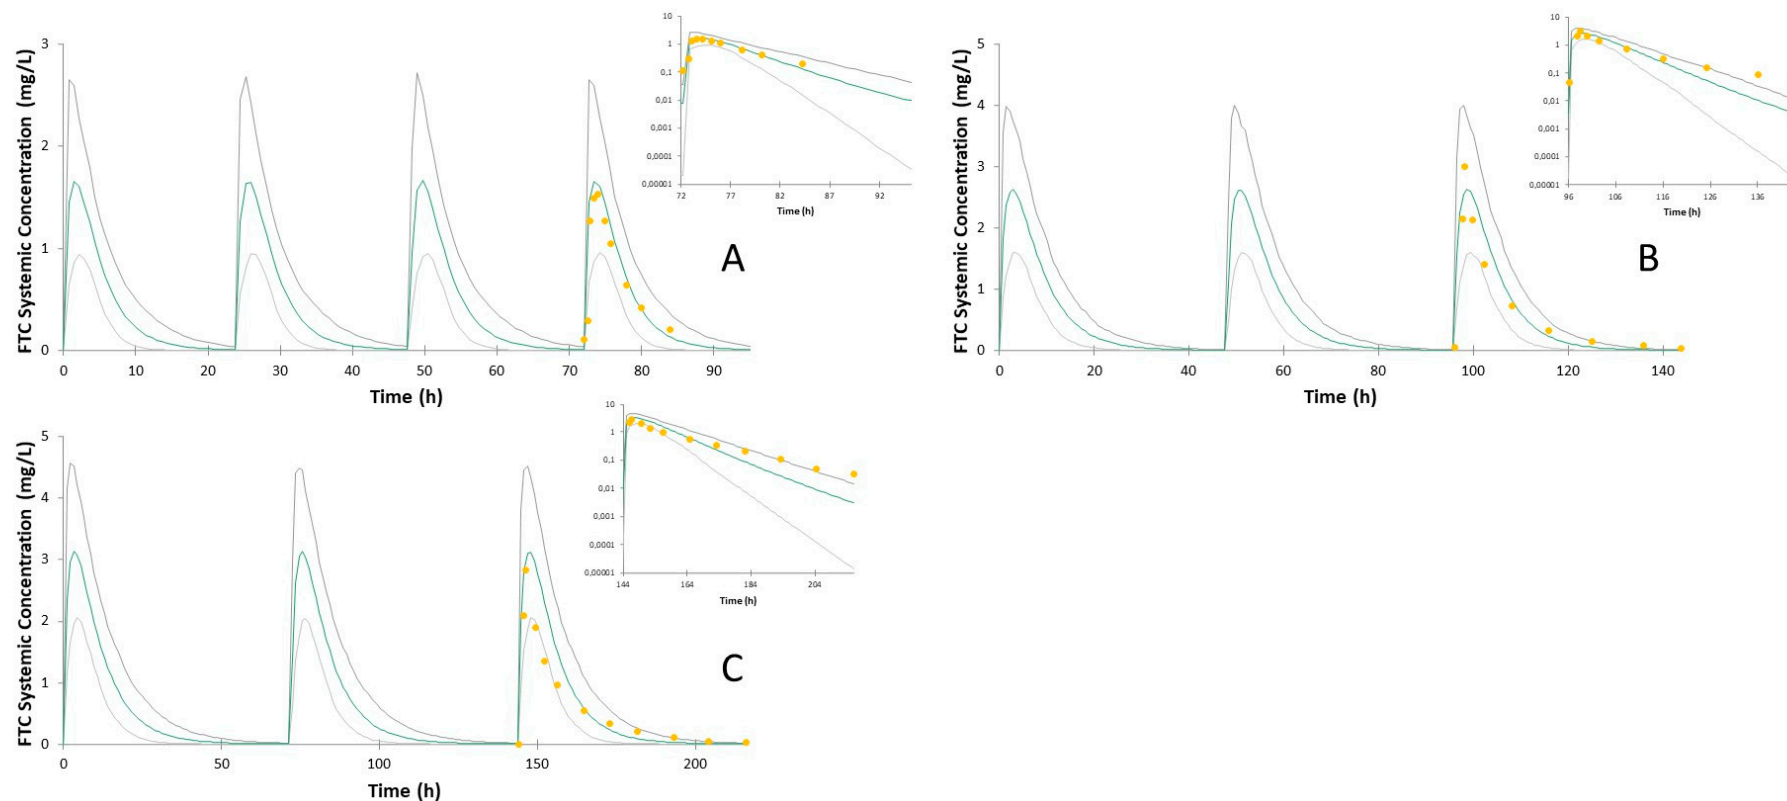 FTC Systemic Concentration (mg/L)
3
2
1
0
0 10 20 30 40 50 60 70 80 90
Time (h)
A
10
1
0,1
0,01
0,001
0,0001
0,00001
72 77 82 87 92
Time (h)
FTC Systemic Concentration (mg/L)
5
4
3
2
1
0
0 20 40 60 80 100 120 140
Time (h)
B
10
1
0,1
0,01
0,001
0,0001
0,00001
96 106 116 126 136
Time (h)
FTC Systemic Concentration (mg/L)
5
4
3
2
1
0
0 50 100 150 200
Time (h)
C
10
1
0,1
0,01
0,001
0,0001
0,00001
144 164 184 204
Time (h)